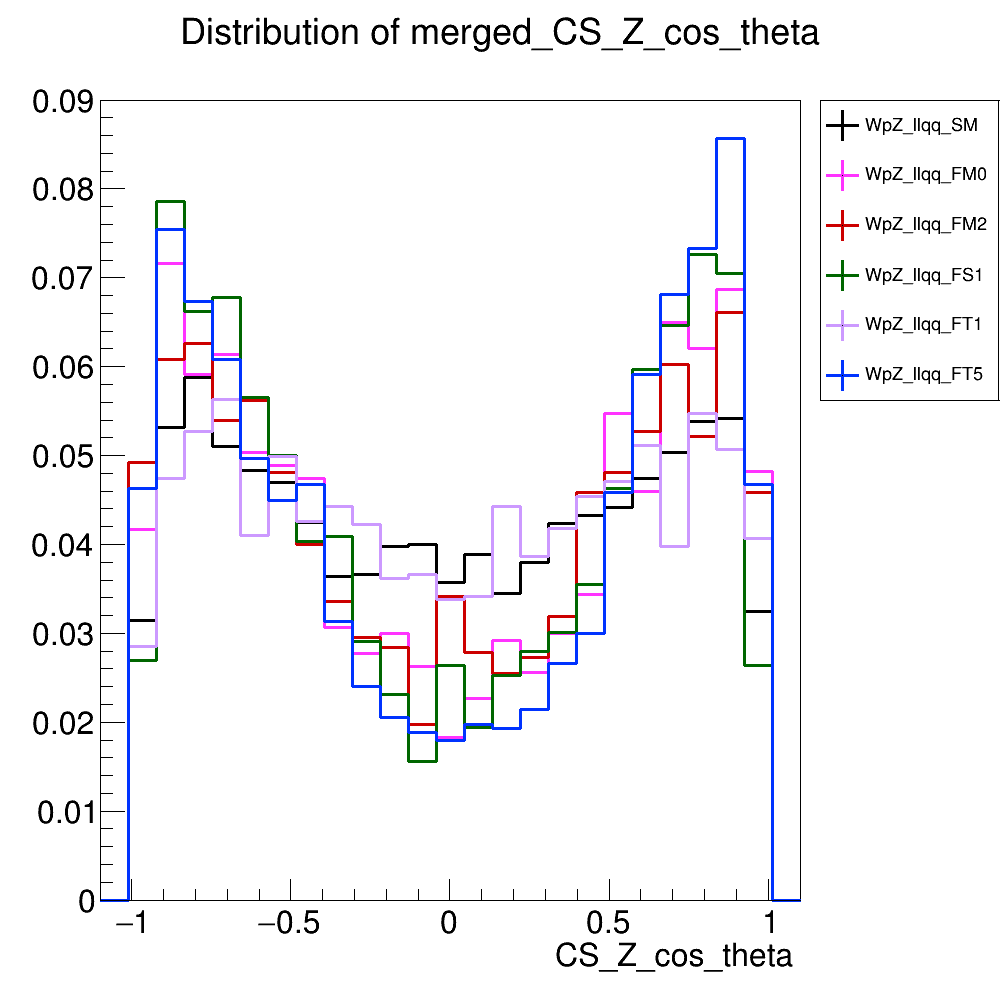 Distribution of merged_CS_Z_cos_theta
0.09
0.08
0.07
0.06
0.05
0.04
0.03
0.02
0.01
0
−1
−0.5
0
0.5
1
CS_Z_cos_theta
WpZ_llqq_SM
WpZ_llqq_FM0
WpZ_llqq_FM2
WpZ_llqq_FS1
WpZ_llqq_FT1
WpZ_llqq_FT5